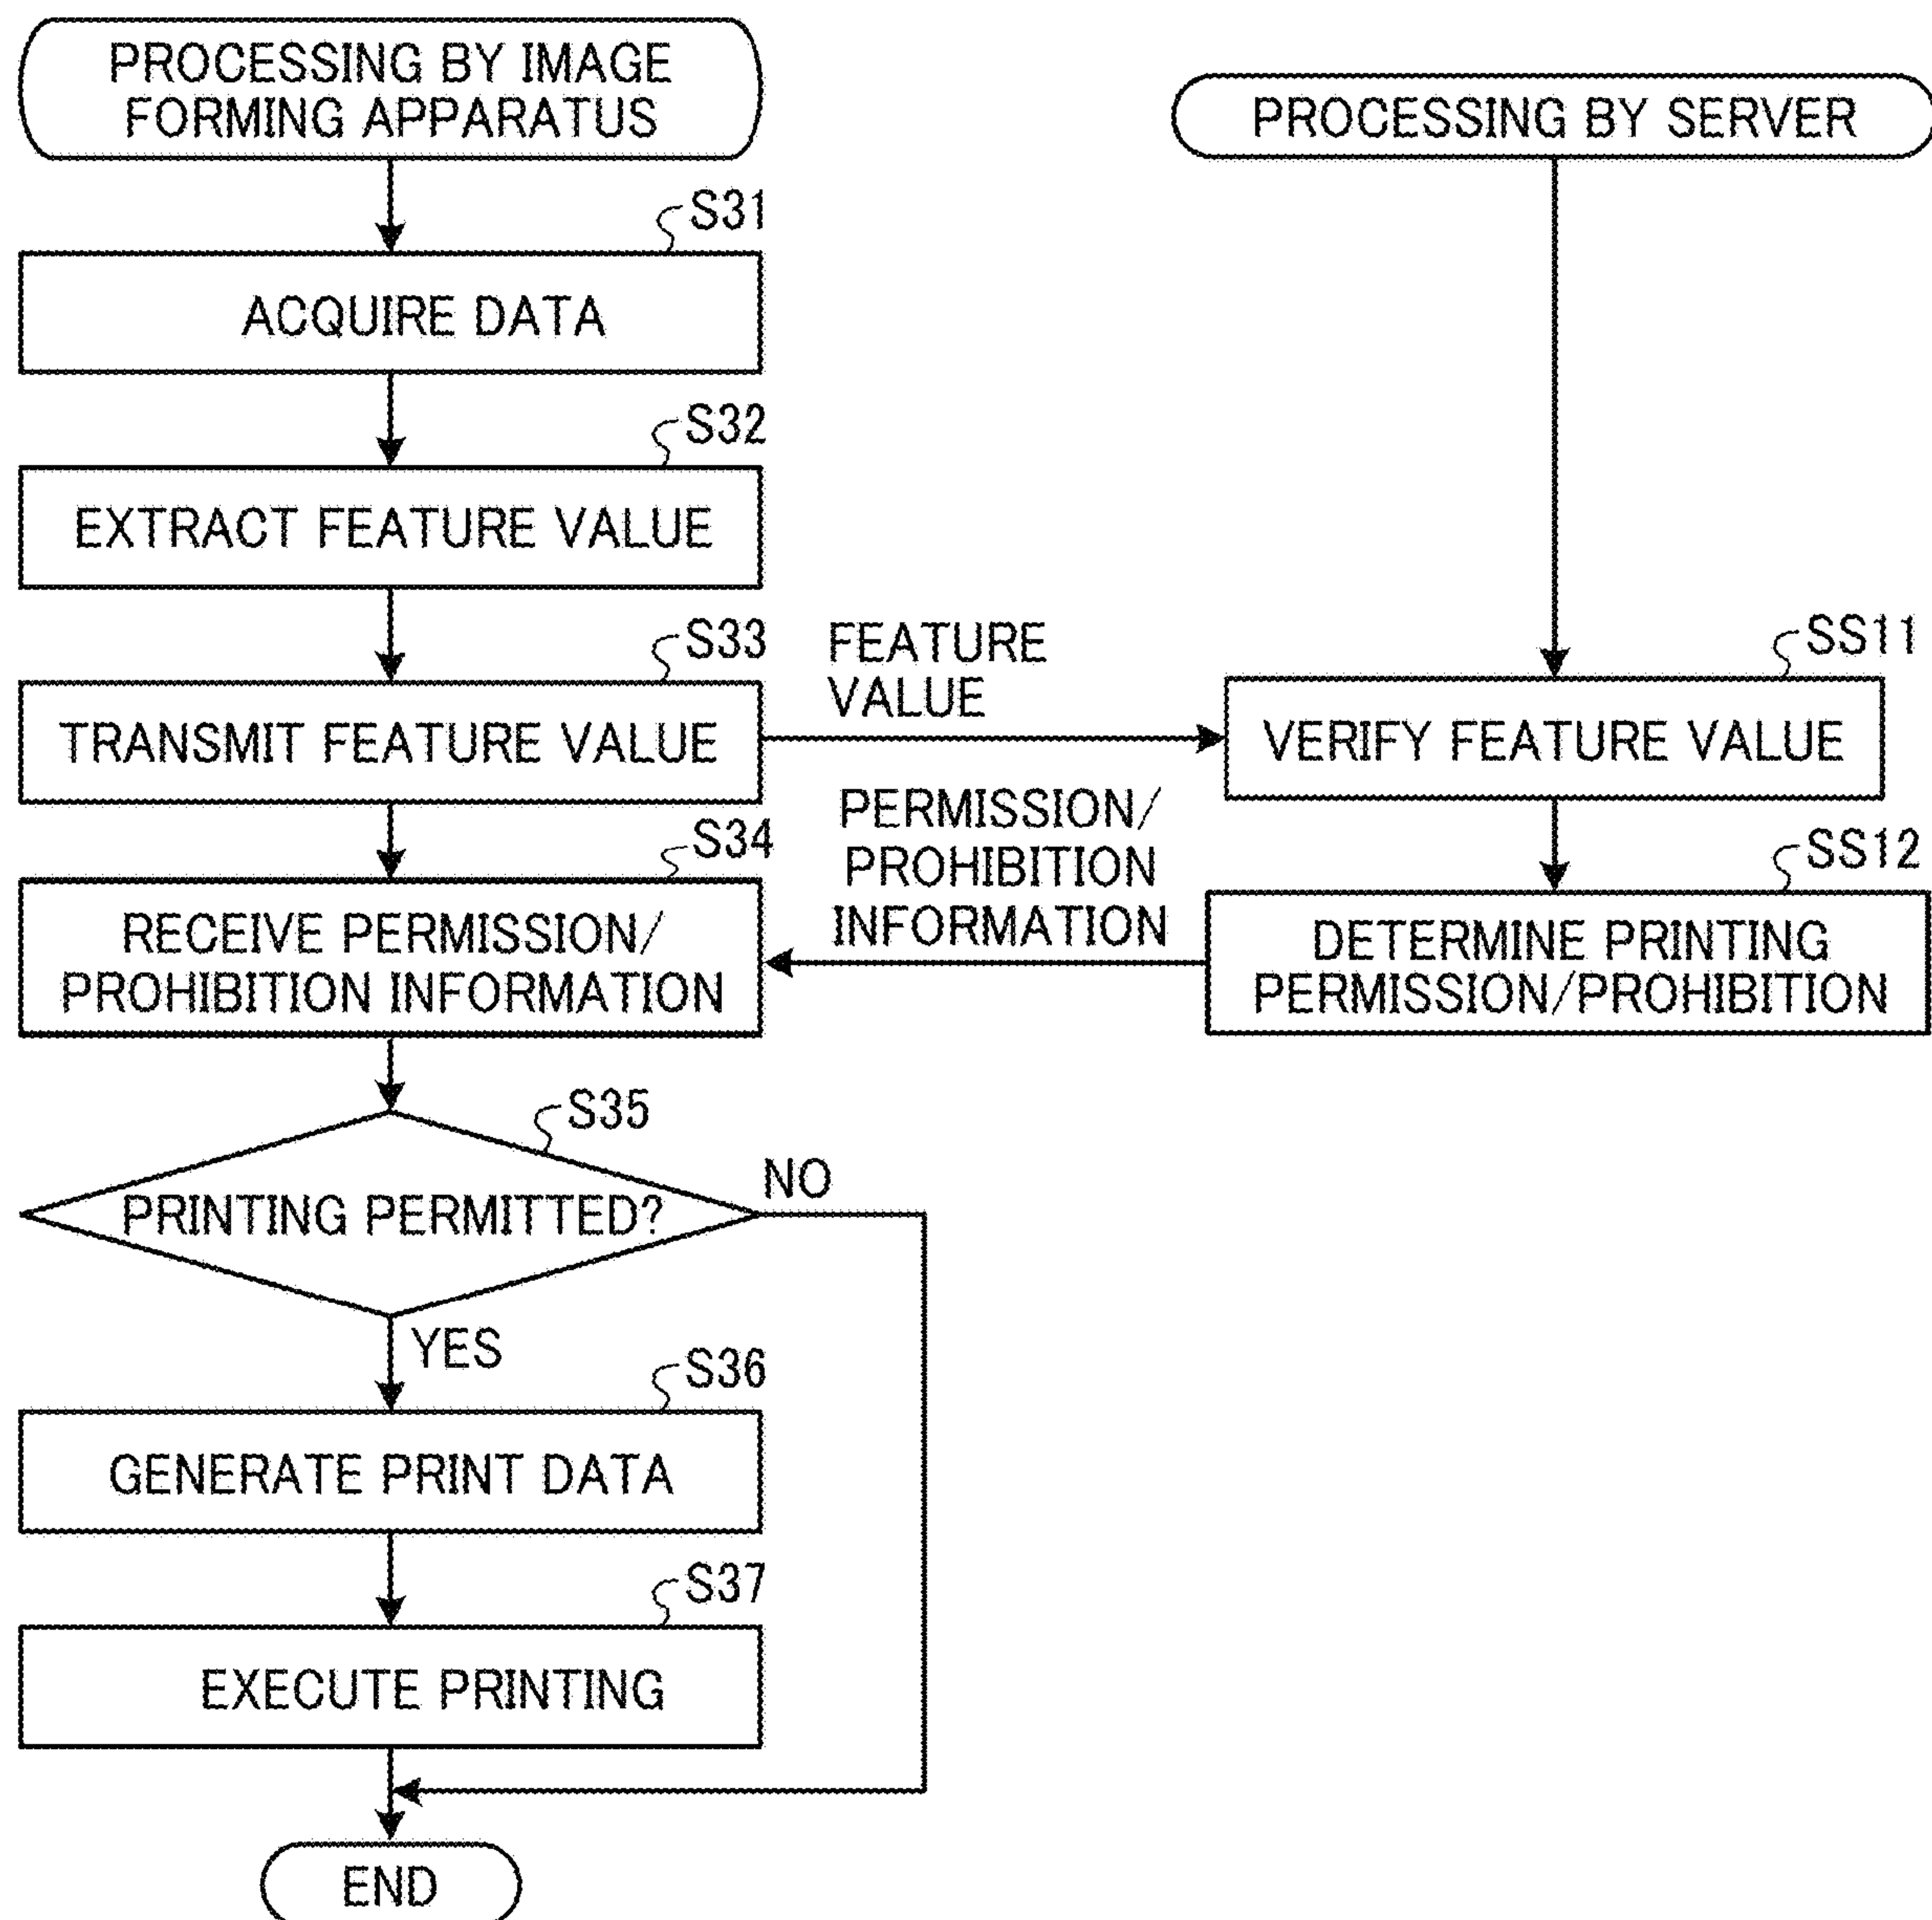 PROCESSING BY IMAGE
FORMING APPARATUS
PROCESSING BY SERVER
S31
ACQUIRE DATA
S32
EXTRACT FEATURE VALUE
S33
TRANSMIT FEATURE VALUE
FEATURE
VALUE
SS11
VERIFY FEATURE VALUE
S34
RECEIVE PERMISSION/
PROHIBITION INFORMATION
PERMISSION/
PROHIBITION
INFORMATION
SS12
DETERMINE PRINTING
PERMISSION/PROHIBITION
S35
PRINTING PERMITTED?
NO
YES
S36
GENERATE PRINT DATA
S37
EXECUTE PRINTING
END